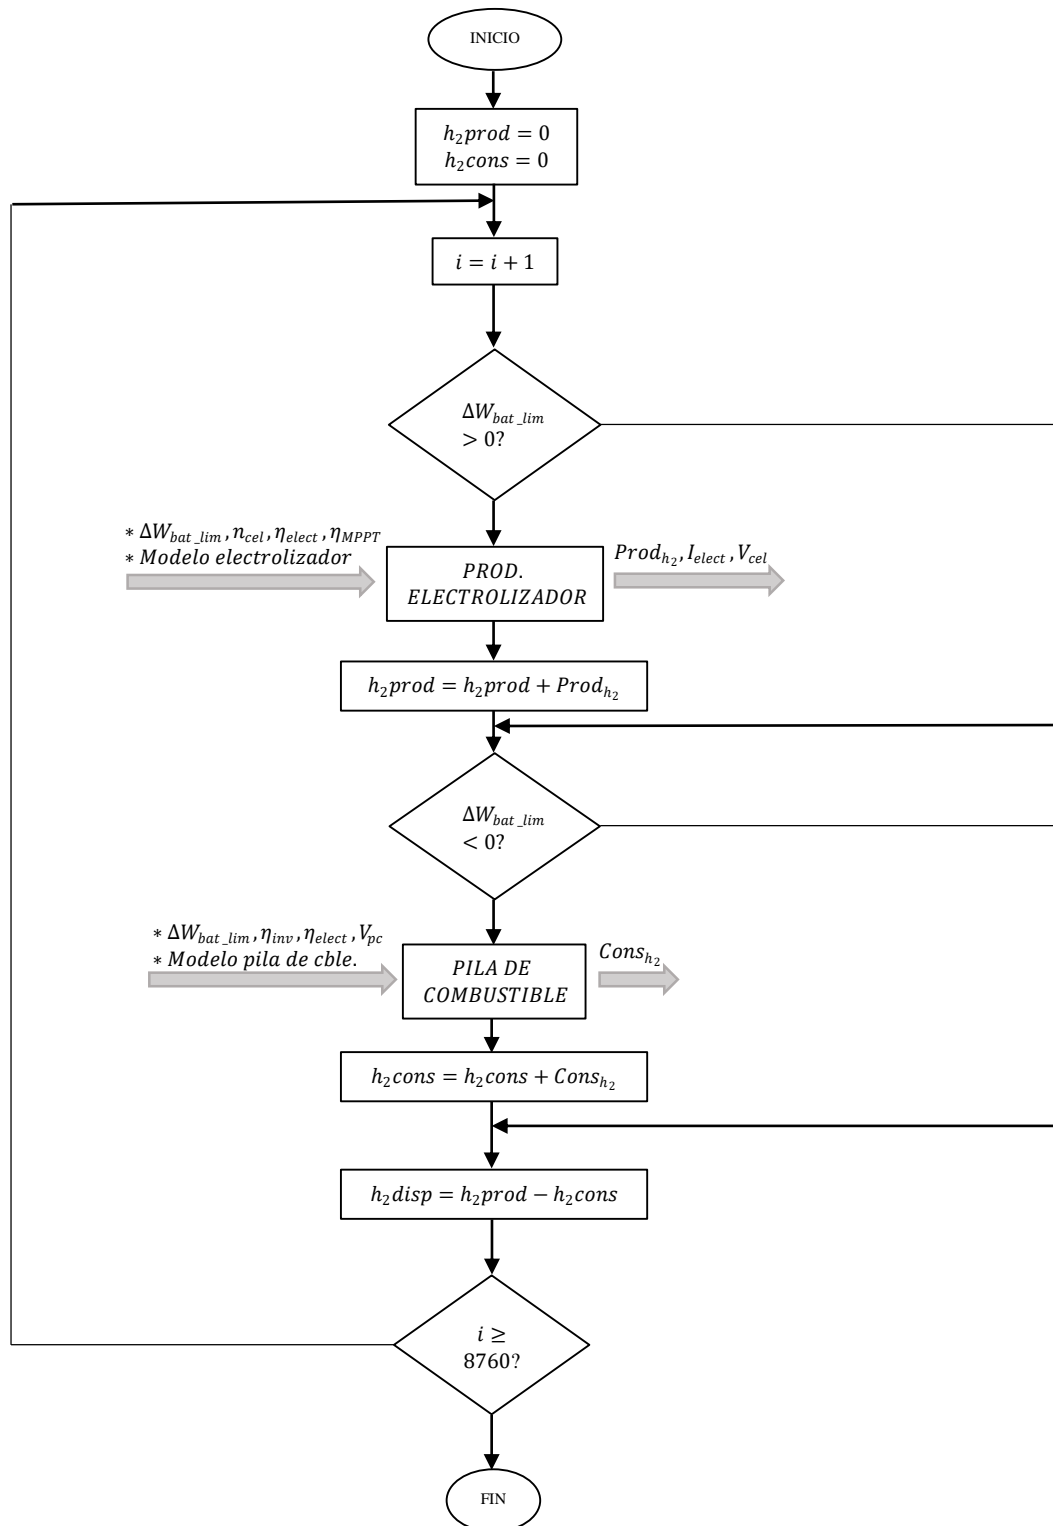 INICIO
h₂prod = 0
h₂cons = 0
i = i + 1
ΔW_bat_lim
> 0?
* ΔW_bat_lim, n_cel, η_elect, η_MPPT
* Modelo electrolizador
PROD.
ELECTROLIZADOR
Prod_h₂, I_elect, V_cel
h₂prod = h₂prod + Prod_h₂
ΔW_bat_lim
< 0?
* ΔW_bat_lim, η_inv, η_elect, V_pc
* Modelo pila de cble.
PILA DE
COMBUSTIBLE
Cons_h₂
h₂cons = h₂cons + Cons_h₂
h₂disp = h₂prod − h₂cons
i ≥
8760?
FIN